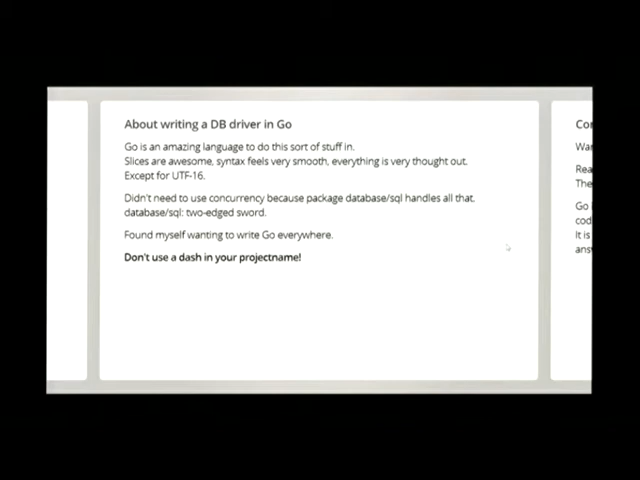 About writing a DB driver in Go
Go is an amazing language to do this sort of stuff in.
Slices are awesome, syntax feels very smooth, everything is very thought out.
Except for UTF-16.
Didn't need to use concurrency because package database/sql handles all that.
database/sql: two-edged sword.
Found myself wanting to write Go everywhere.
Don't use a dash in your projectname!
Go
It is